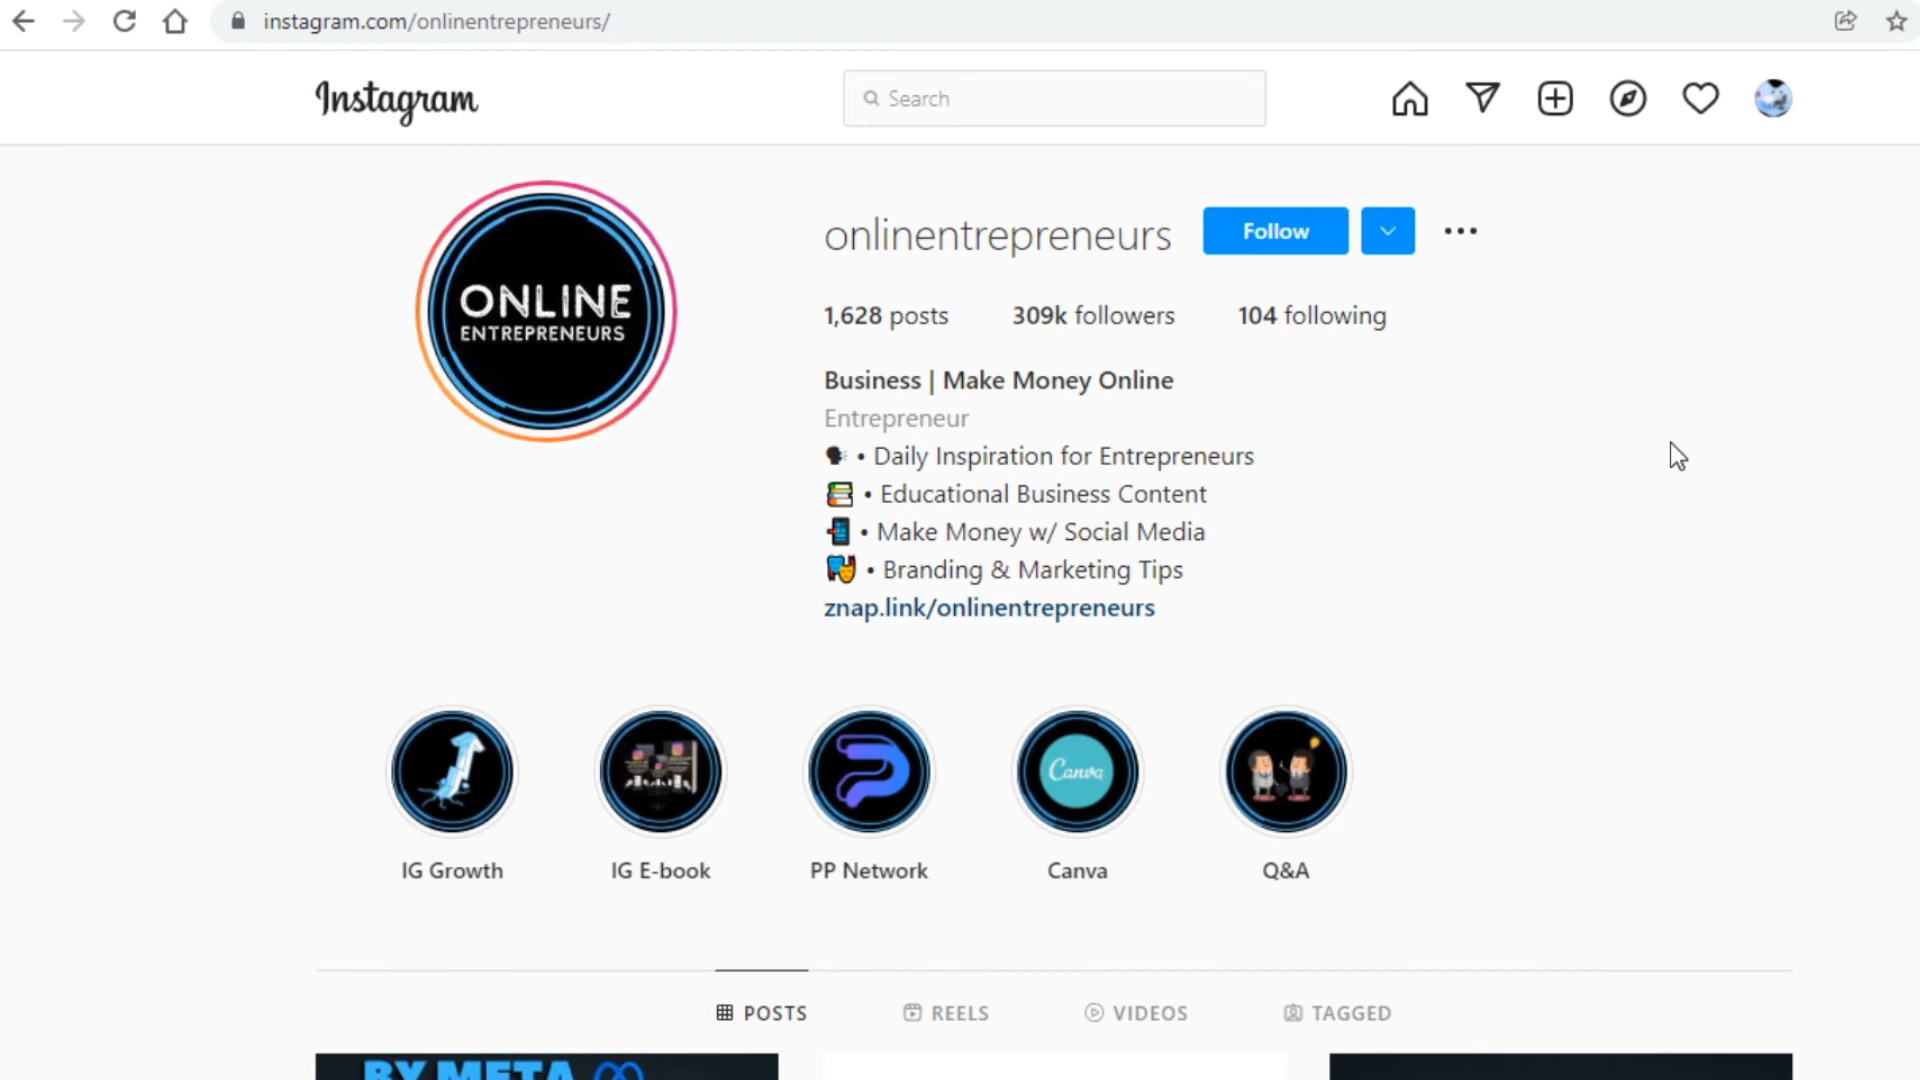 instagram.com/onlinentrepreneurs/
Instagram
Search
ONLINE
ENTREPRENEURS
onlinentrepreneurs
Follow
1,628 posts 309k followers 104 following
Business | Make Money Online
Entrepreneur
• Daily Inspiration for Entrepreneurs
• Educational Business Content
• Make Money w/ Social Media
• Branding & Marketing Tips
znap.link/onlinentrepreneurs
Canva
IG Growth IG E-book PP Network Canva Q&A
POSTS REELS VIDEOS TAGGED
BY META